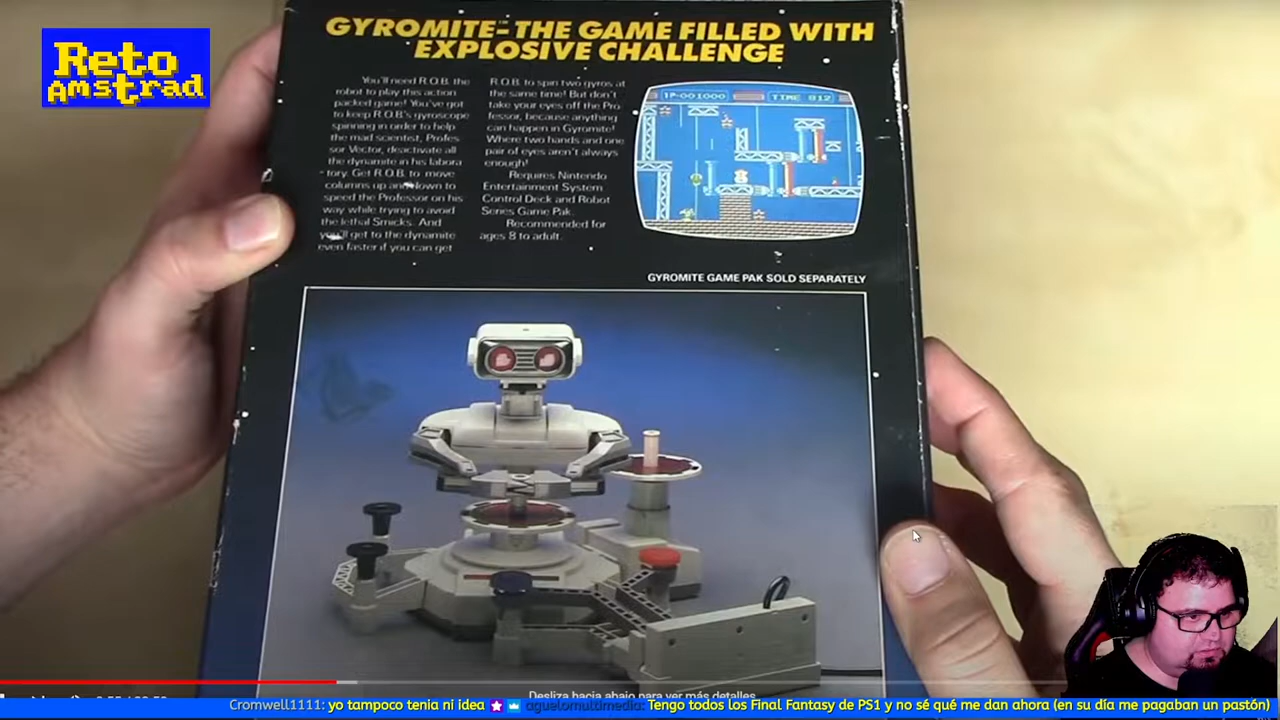 Reto
Amstrad
GYROMITE™-THE GAME FILLED WITH
EXPLOSIVE CHALLENGE
You'll need R.O.B. the
robot to play this action
packed game! You've got
to keep R.O.B.'s gyroscope
spinning in order to help
the mad scientist, Profes
sor Vector, deactivate all
the dynamite in his labora
tory. Get R.O.B. to move
columns up and down to
speed the Professor on his
way while trying to avoid
the lethal Smicks. And
you'll get to the dynamite
even faster if you can get
R.O.B. to spin two gyros at
the same time! But don't
take your eyes off the Pro
fessor, because anything
can happen in Gyromite!
Where two hands and one
pair of eyes aren't always
enough!
Requires Nintendo
Entertainment System
Control Deck and Robot
Series Game Pak.
Recommended for
ages 8 to adult.
1P-001000 TIME 812
GYROMITE GAME PAK SOLD SEPARATELY
Desliza hacia abajo para ver más detalles
Cromwell1111: yo tampoco tenia ni idea aguelomultimedia: Tengo todos los Final Fantasy de PS1 y no sé qué me dan ahora (en su día me pagaban un pastón)